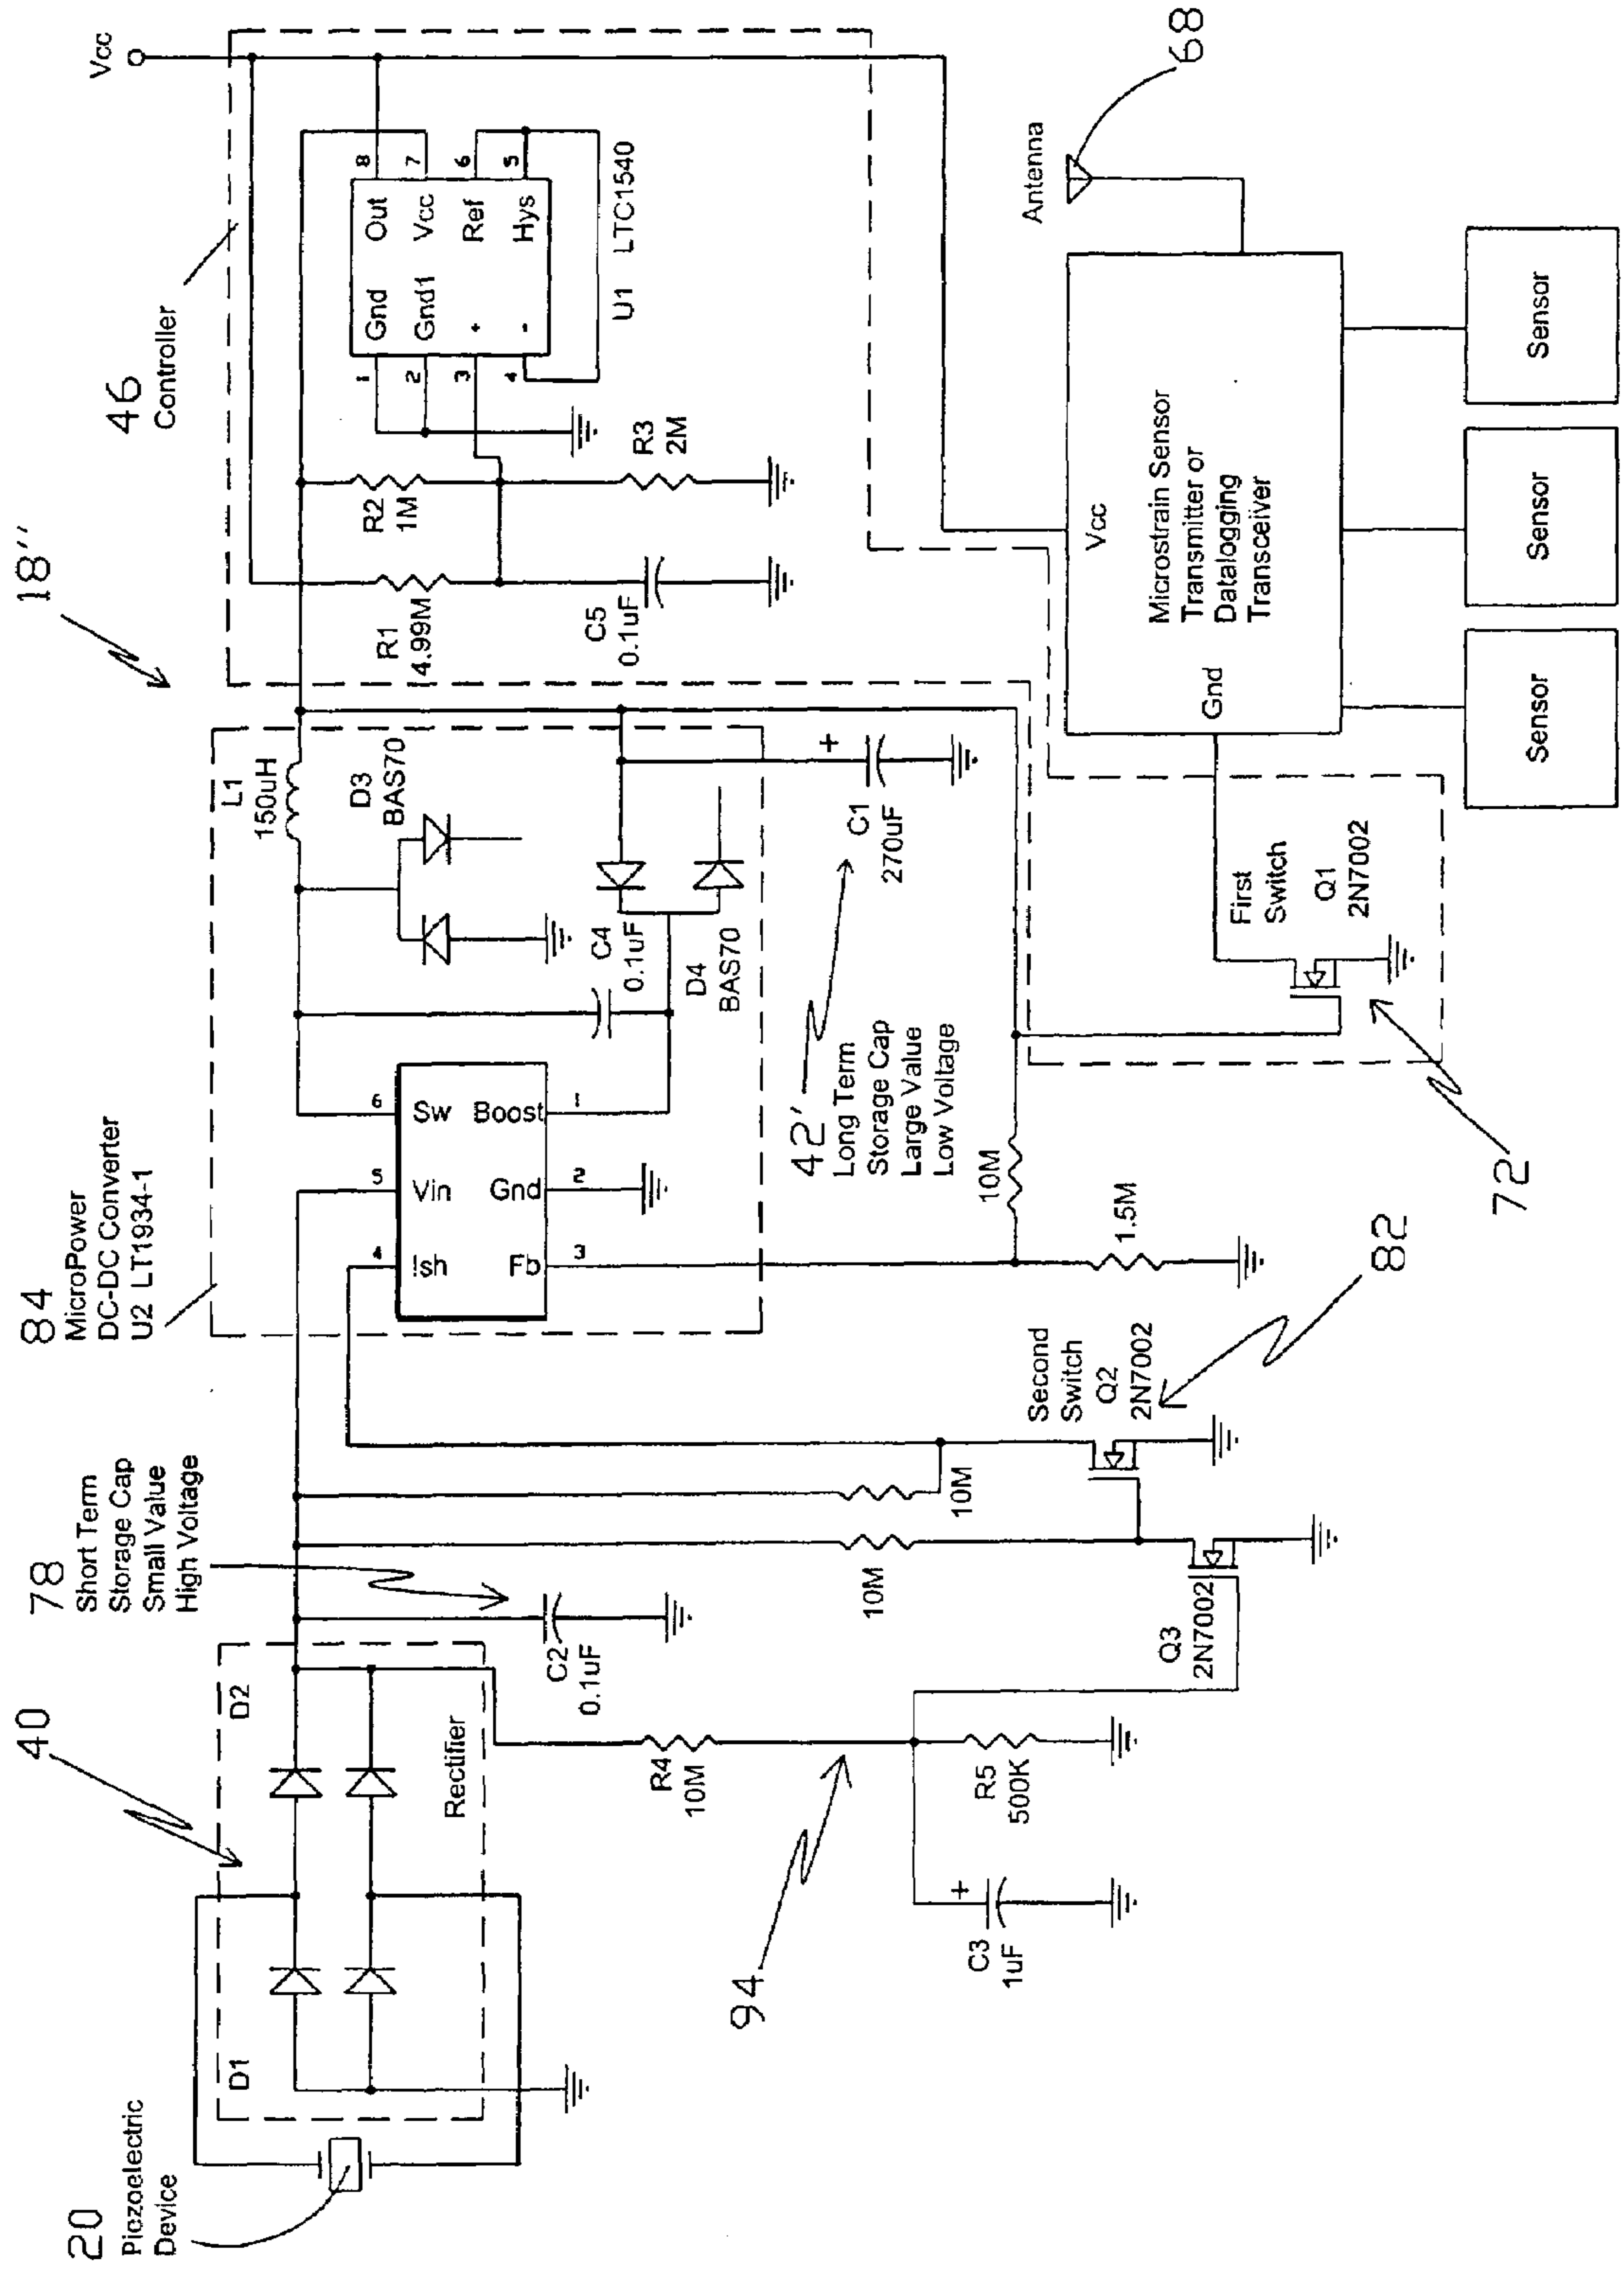 18''
20
Piczoelectric
Device
40
D1
D2
Rectifier
78
Short Term
Storage Cap
Small Value
High Voltage
C2
0.1uF
R4
10M
94
C3
1uF
+
R5
500K
10M
10M
Q3
2N7002
Second
Switch
Q2
2N7002
82
84
MicroPower
DC-DC Converter
U2 LT1934-1
4
5
6
!sh
Vin
Sw
Fb
Gnd
Boost
3
2
1
L1
150uH
D3
BAS70
C4
0.1uF
D4
BAS70
42'
Long Term
Storage Cap
Large Value
Low Voltage
C1
270uF
+
10M
1.5M
First
Switch
Q1
2N7002
72
46
Controller
R1
4.99M
R2
1M
C5
0.1uF
R3
2M
1
2
3
4
Gnd
Gnd1
+
-
Out
Vcc
Ref
Hys
8
7
6
5
U1 LTC1540
Vcc
Antenna
68
Vcc
Gnd
Microstrain Sensor
Transmitter or
Datalogging
Transceiver
Sensor
Sensor
Sensor